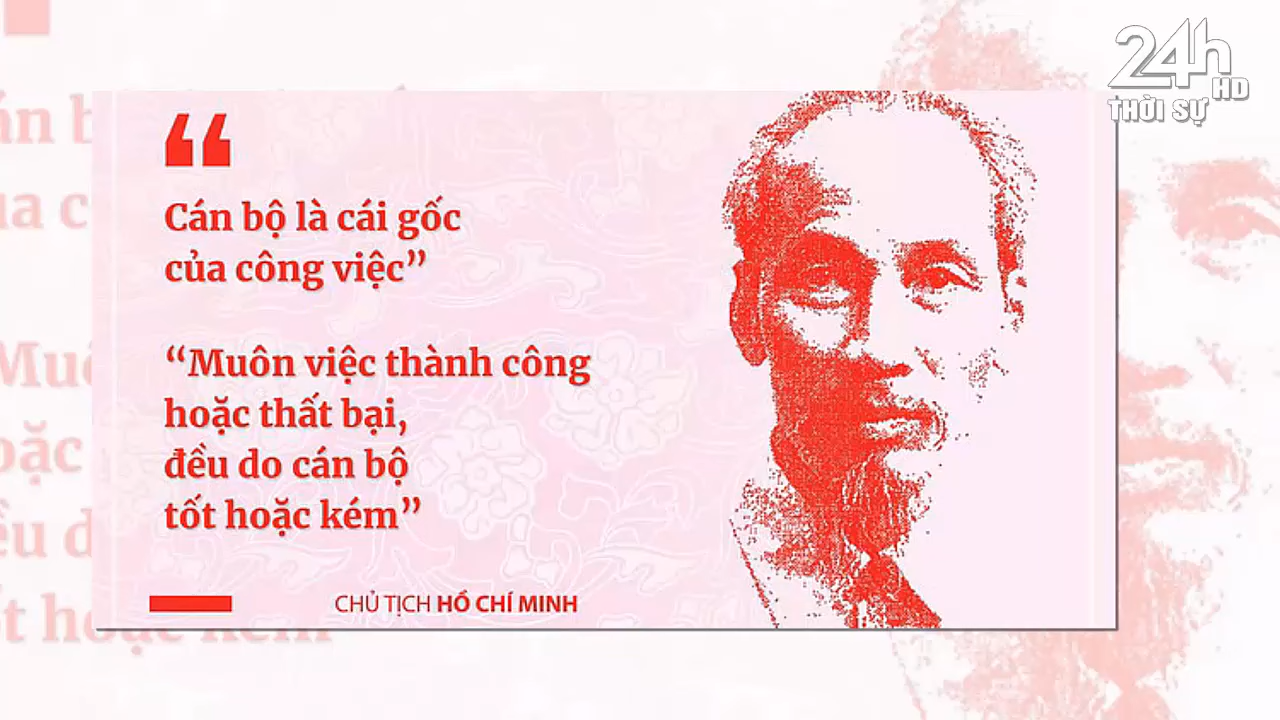 24h
HD
THỜI SỰ
“
Cán bộ là cái gốc
của công việc”
“Muôn việc thành công
hoặc thất bại,
đều do cán bộ
tốt hoặc kém”
CHỦ TỊCH HỒ CHÍ MINH